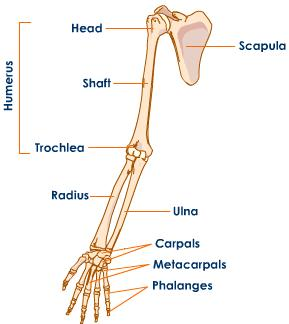 Head
Scapula
Humerus
Shaft
Trochlea
Radius
Ulna
Carpals
Metacarpals
Phalanges